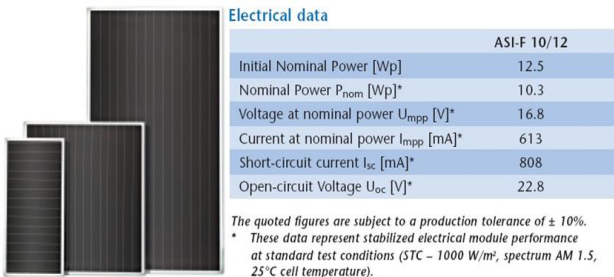 Electrical data
ASI-F 10/12
Initial Nominal Power [Wp] 12.5
Nominal Power Pnom [Wp]* 10.3
Voltage at nominal power Umpp [V]* 16.8
Current at nominal power Impp [mA]* 613
Short-circuit current Isc [mA]* 808
Open-circuit Voltage Uoc [V]* 22.8
The quoted figures are subject to a production tolerance of ± 10%.
* These data represent stabilized electrical module performance
at standard test conditions (STC – 1000 W/m², spectrum AM 1.5,
25°C cell temperature).